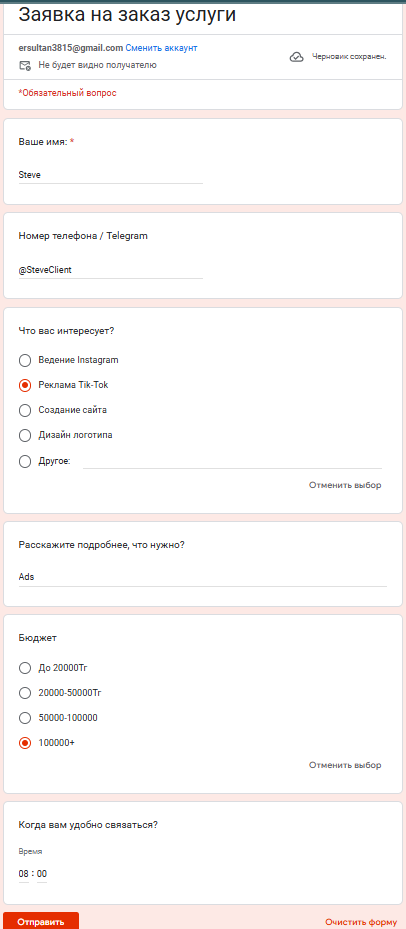 Заявка на заказ услуги
ersultan3815@gmail.com Сменить аккаунт
Не будет видно получателю
Черновик сохранен.
*Обязательный вопрос
Ваше имя: *
Steve
Номер телефона / Telegram
@SteveClient
Что вас интересует?
Ведение Instagram
Реклама Tik-Tok
Создание сайта
Дизайн логотипа
Другое:
Отменить выбор
Расскажите подробнее, что нужно?
Ads
Бюджет
До 20000Тг
20000-50000Тг
50000-100000
100000+
Отменить выбор
Когда вам удобно связаться?
Время
08 : 00
Отправить
Очистить форму